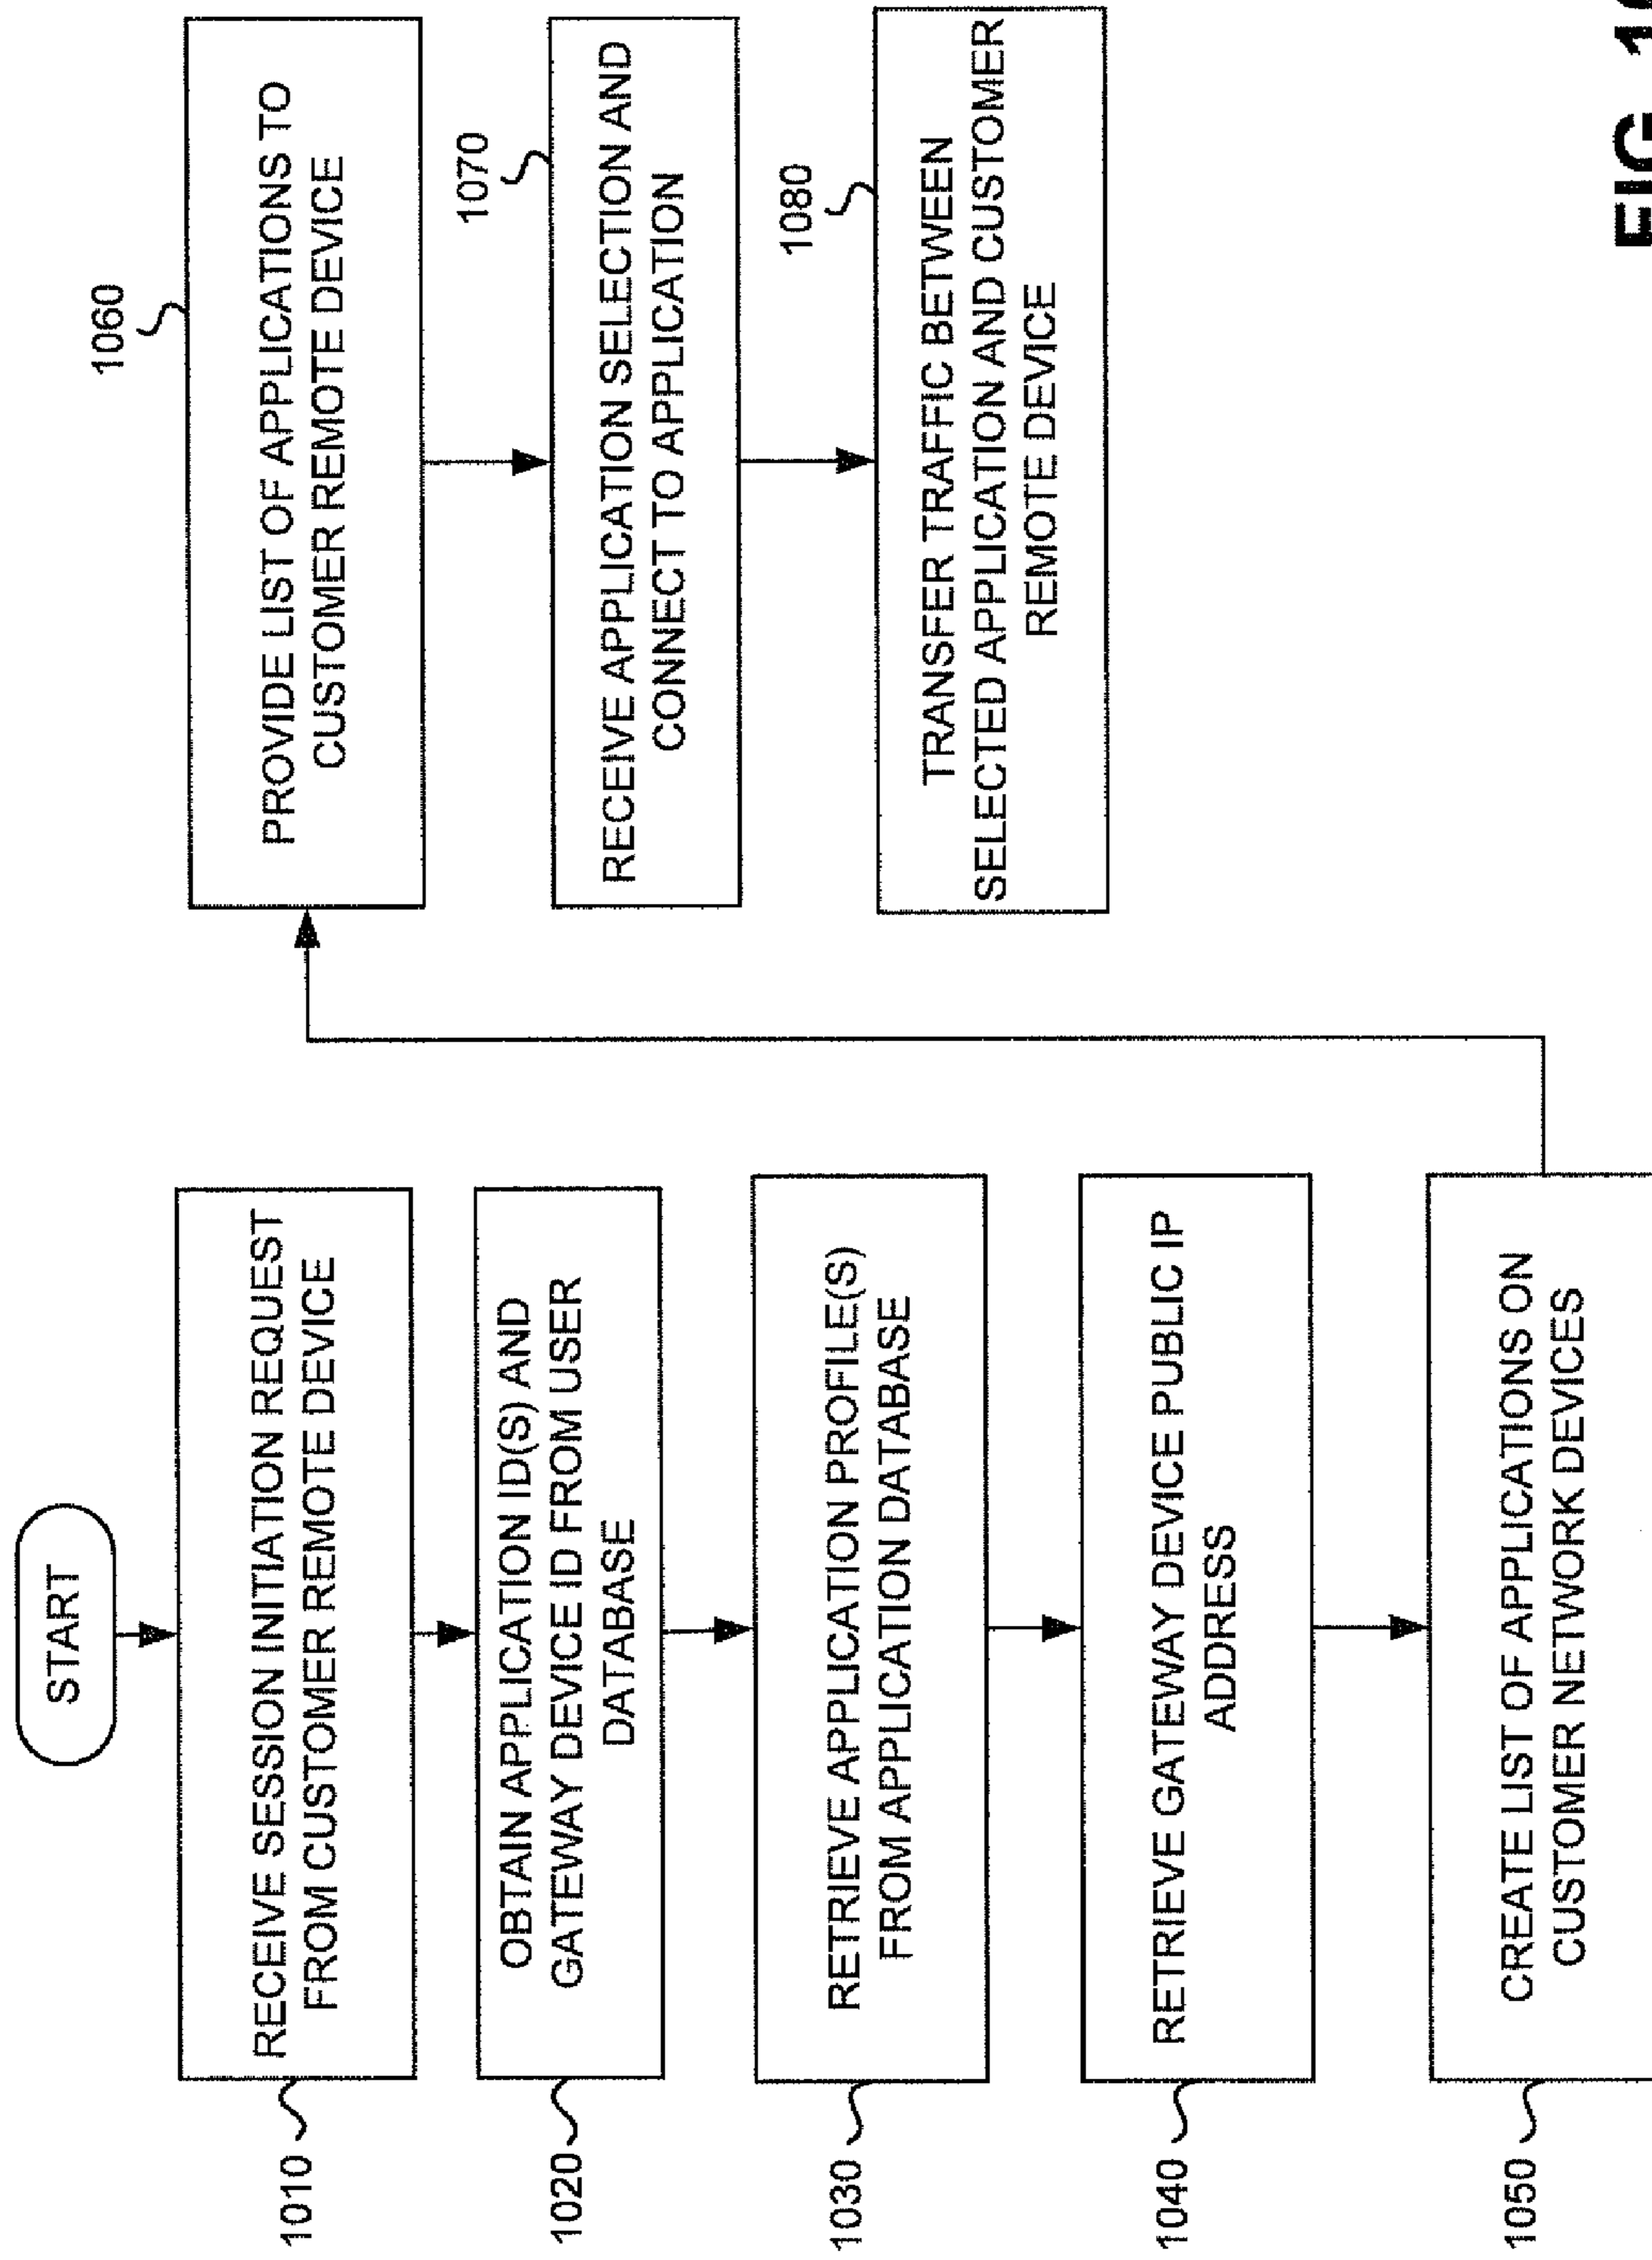 START
1010
RECEIVE SESSION INITIATION REQUEST
FROM CUSTOMER REMOTE DEVICE
1020
OBTAIN APPLICATION ID(S) AND
GATEWAY DEVICE ID FROM USER
DATABASE
1030
RETRIEVE APPLICATION PROFILE(S)
FROM APPLICATION DATABASE
1040
RETRIEVE GATEWAY DEVICE PUBLIC IP
ADDRESS
1050
CREATE LIST OF APPLICATIONS ON
CUSTOMER NETWORK DEVICES
1060
PROVIDE LIST OF APPLICATIONS TO
CUSTOMER REMOTE DEVICE
1070
RECEIVE APPLICATION SELECTION AND
CONNECT TO APPLICATION
1080
TRANSFER TRAFFIC BETWEEN
SELECTED APPLICATION AND CUSTOMER
REMOTE DEVICE
FIG. 10